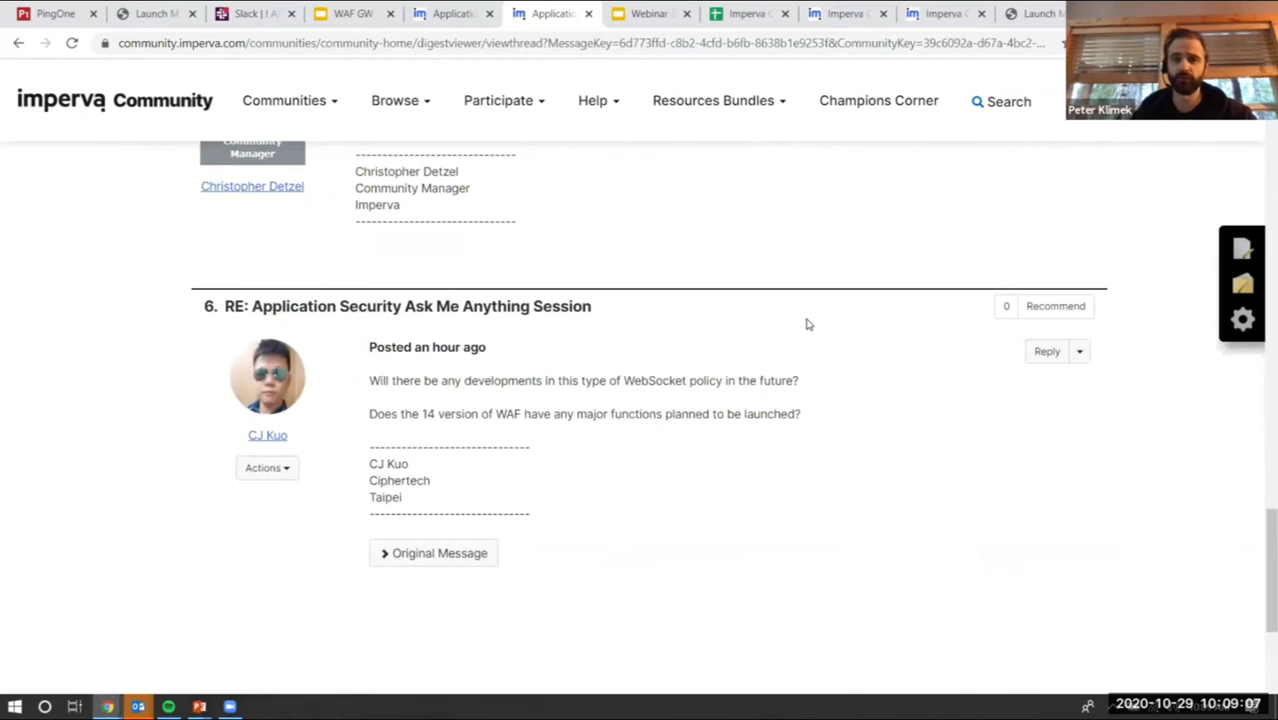 PingOne
Launch M
Slack | I A
WAF GW
Applicatio
Applicatio
Webinar J
Imperva C
Imperva C
Imperva C
Launch M
community.imperva.com/communities/community-home/digestviewer/viewthread?MessageKey=6d773ffd-c8b2-4cfd-b6fb-8638b1e9253f&CommunityKey=39c6092a-d67a-4bc2-...
imperva Community
Communities
Browse
Participate
Help
Resources Bundles
Champions Corner
Search
Peter Klimek
Community
Manager
Christopher Detzel
------------------------------
Christopher Detzel
Community Manager
Imperva
------------------------------
6. RE: Application Security Ask Me Anything Session
0 Recommend
Posted an hour ago
Reply
Will there be any developments in this type of WebSocket policy in the future?
Does the 14 version of WAF have any major functions planned to be launched?
CJ Kuo
Actions
------------------------------
CJ Kuo
Ciphertech
Taipei
------------------------------
Original Message
2020-10-29 10:09:07